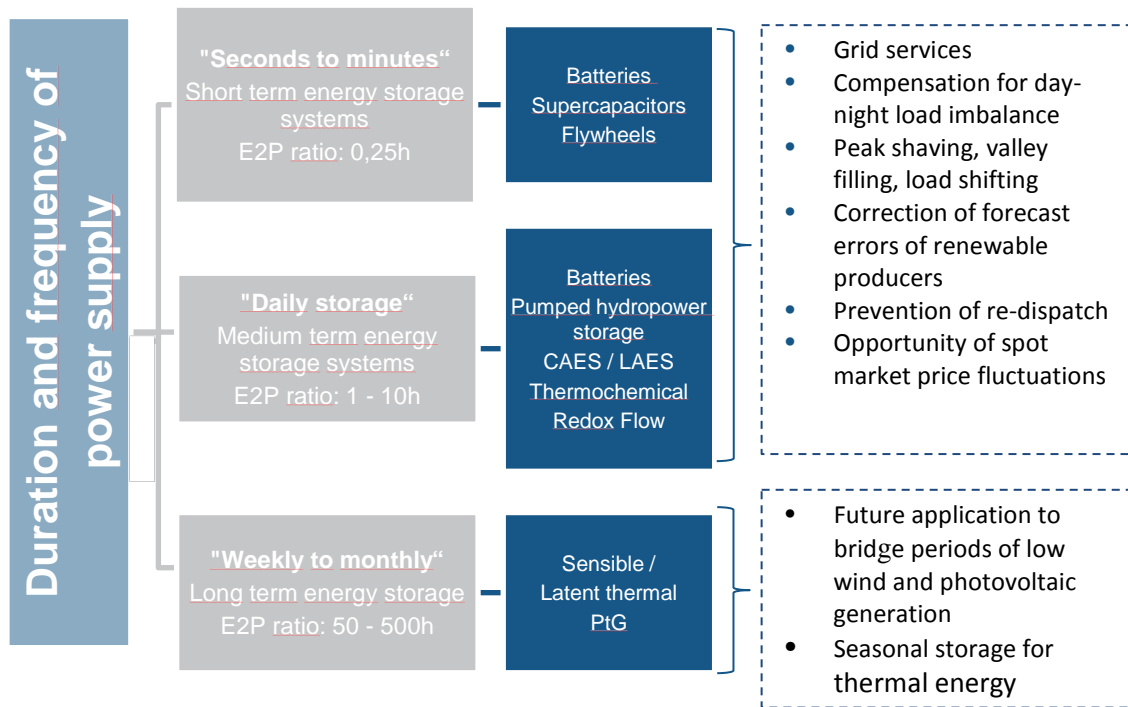 Duration and frequency of
power supply
"Seconds to minutes“
Short term energy storage
systems
E2P ratio: 0,25h
Batteries
Supercapacitors
Flywheels
"Daily storage“
Medium term energy
storage systems
E2P ratio: 1 - 10h
Batteries
Pumped hydropower
storage
CAES / LAES
Thermochemical
Redox Flow
• Grid services
• Compensation for day-
night load imbalance
• Peak shaving, valley
filling, load shifting
• Correction of forecast
errors of renewable
producers
• Prevention of re-dispatch
• Opportunity of spot
market price fluctuations
"Weekly to monthly“
Long term energy storage
E2P ratio: 50 - 500h
Sensible /
Latent thermal
PtG
• Future application to
bridge periods of low
wind and photovoltaic
generation
• Seasonal storage for
thermal energy